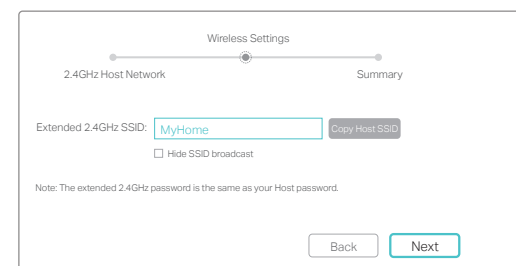 Wireless Settings
2.4GHz Host Network
Summary
Extended 2.4GHz SSID: MyHome Copy Host SSID
Hide SSID broadcast
Note: The extended 2.4GHz password is the same as your Host password.
Back Next